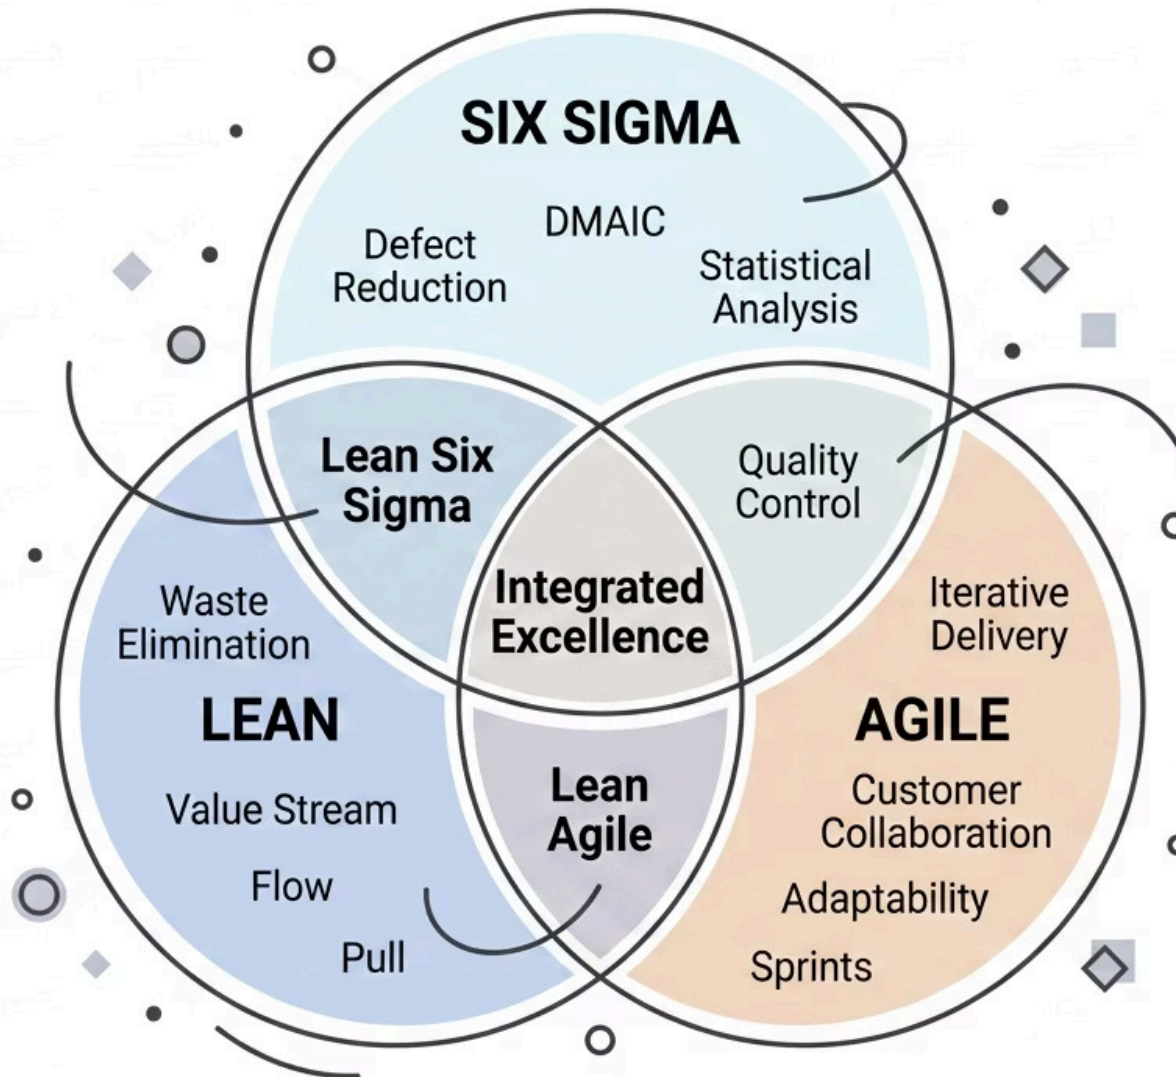 SIX SIGMA
DMAIC
Defect
Reduction
Statistical
Analysis
Lean Six
Sigma
Quality
Control
Integrated
Excellence
Waste
Elimination
LEAN
Value Stream
Flow
Pull
Iterative
Delivery
AGILE
Customer
Collaboration
Adaptability
Sprints
Lean
Agile